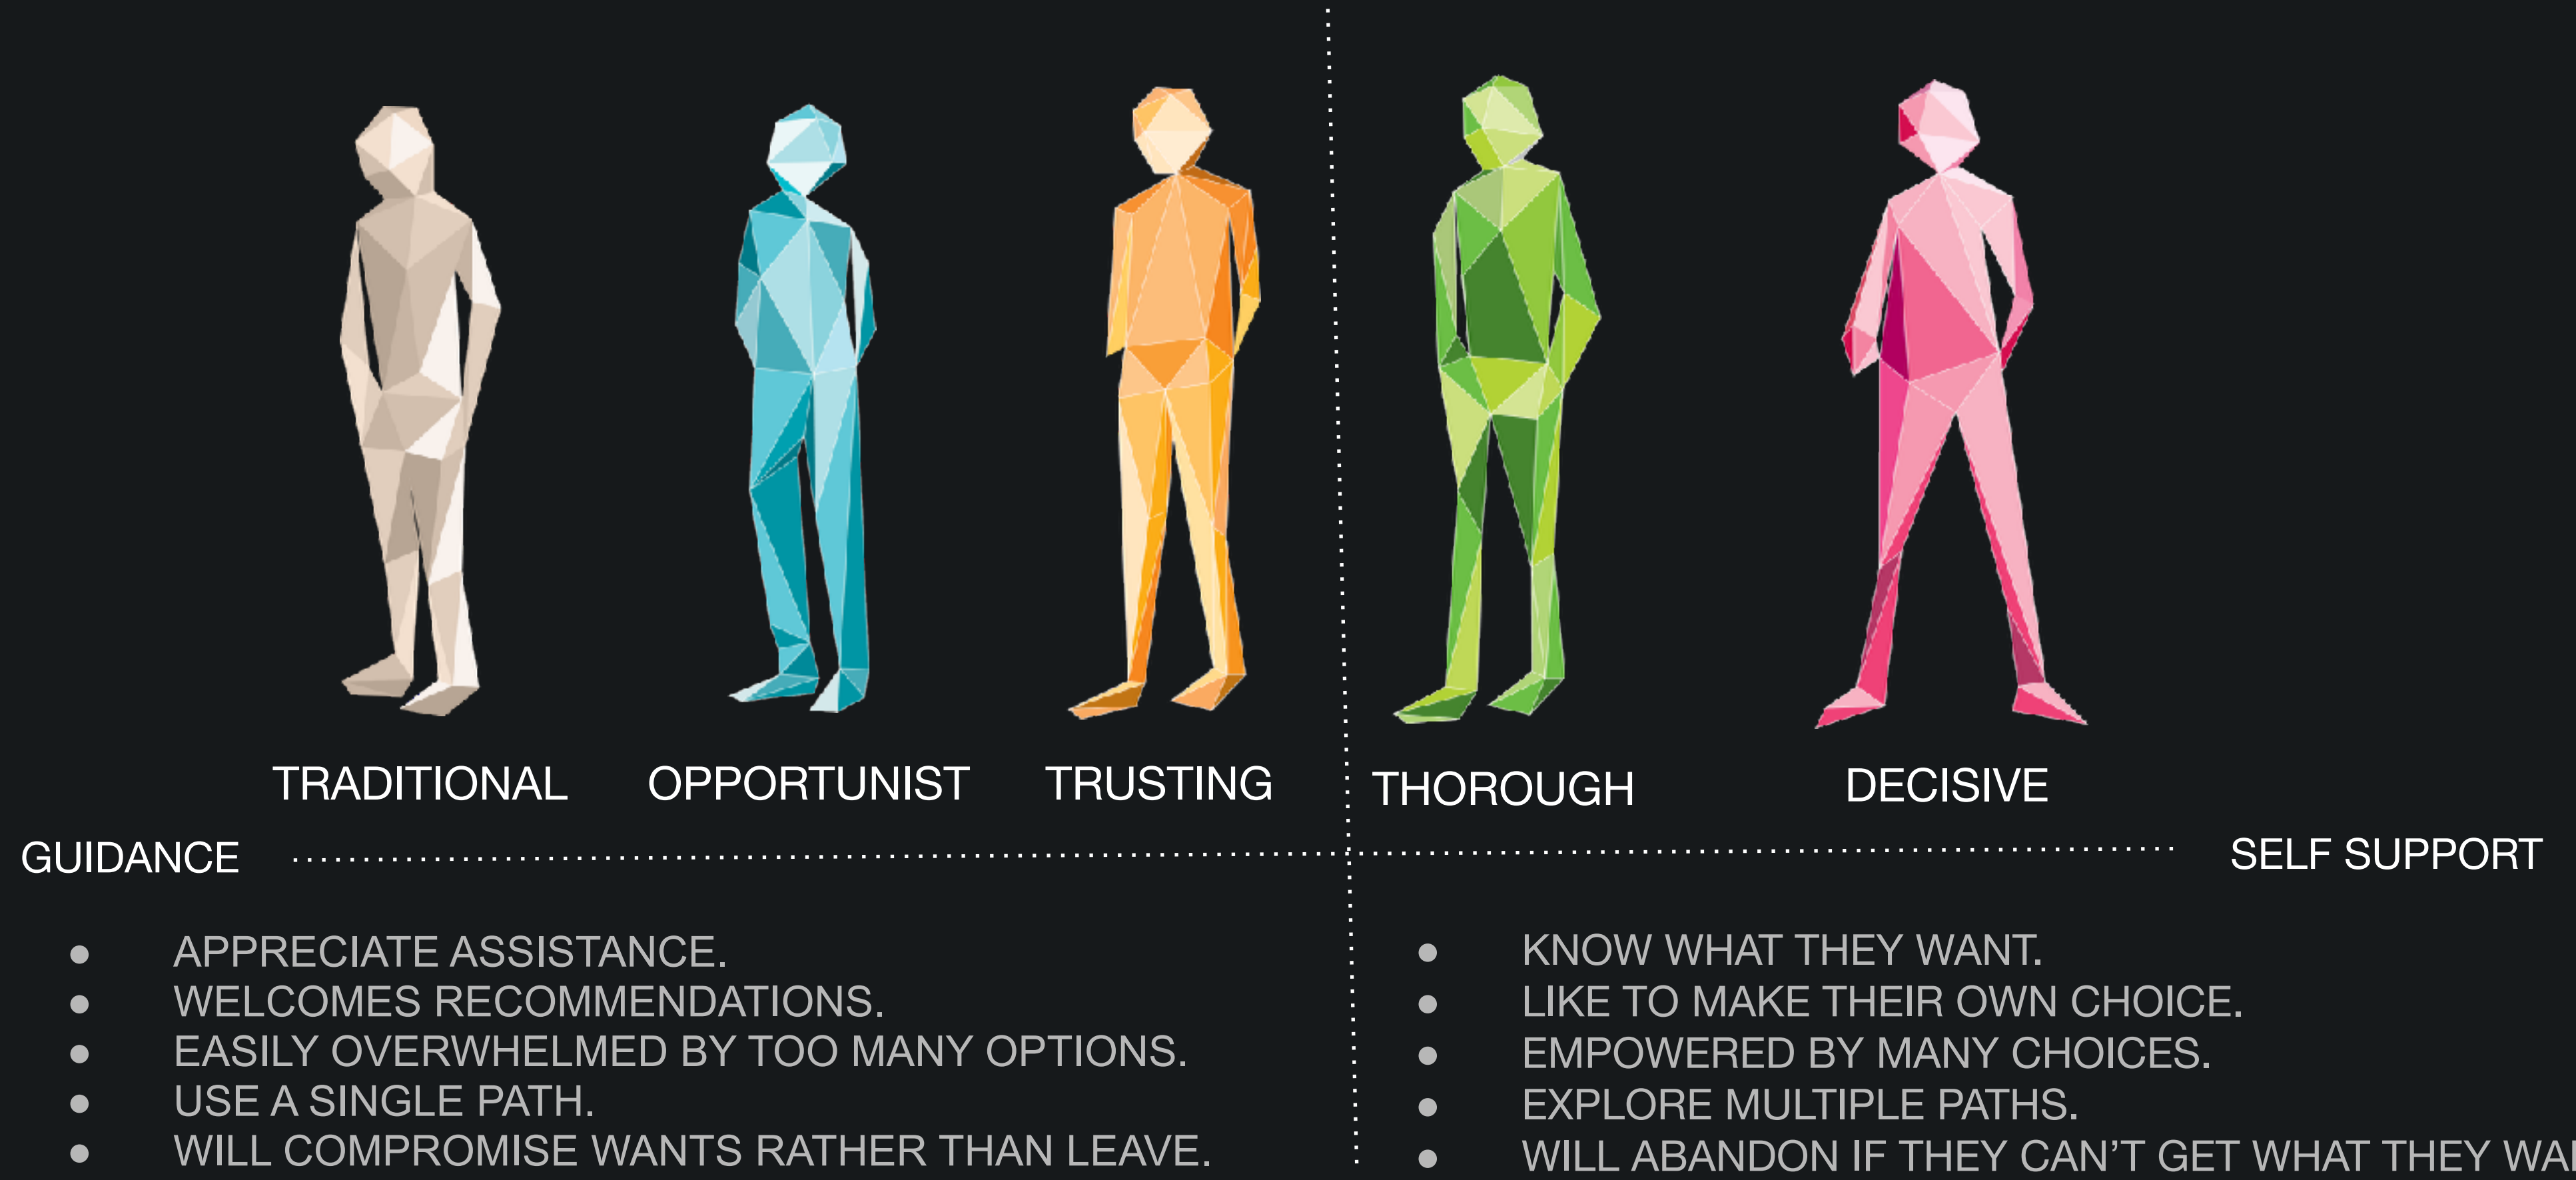 TRADITIONAL
OPPORTUNIST
TRUSTING
THOROUGH
DECISIVE
GUIDANCE
SELF SUPPORT
● APPRECIATE ASSISTANCE.
● WELCOMES RECOMMENDATIONS.
● EASILY OVERWHELMED BY TOO MANY OPTIONS.
● USE A SINGLE PATH.
● WILL COMPROMISE WANTS RATHER THAN LEAVE.
● KNOW WHAT THEY WANT.
● LIKE TO MAKE THEIR OWN CHOICE.
● EMPOWERED BY MANY CHOICES.
● EXPLORE MULTIPLE PATHS.
● WILL ABANDON IF THEY CAN'T GET WHAT THEY